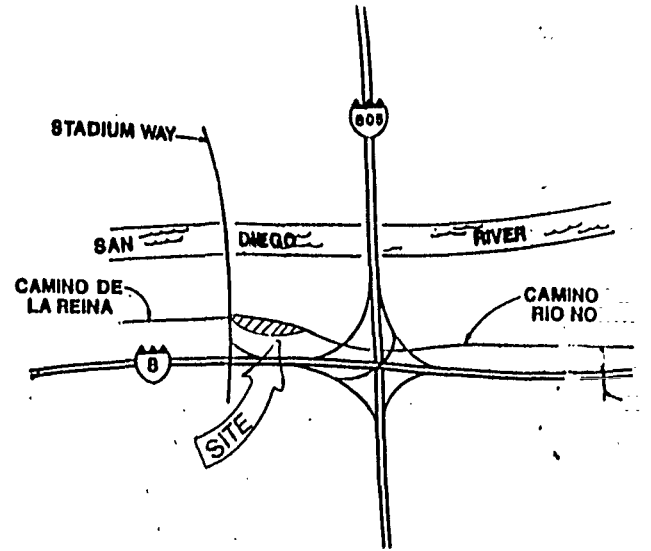 805
STADIUM WAY
SAN DIEGO RIVER
CAMINO DE
LA REINA
CAMINO
RIO NO
8
SITE